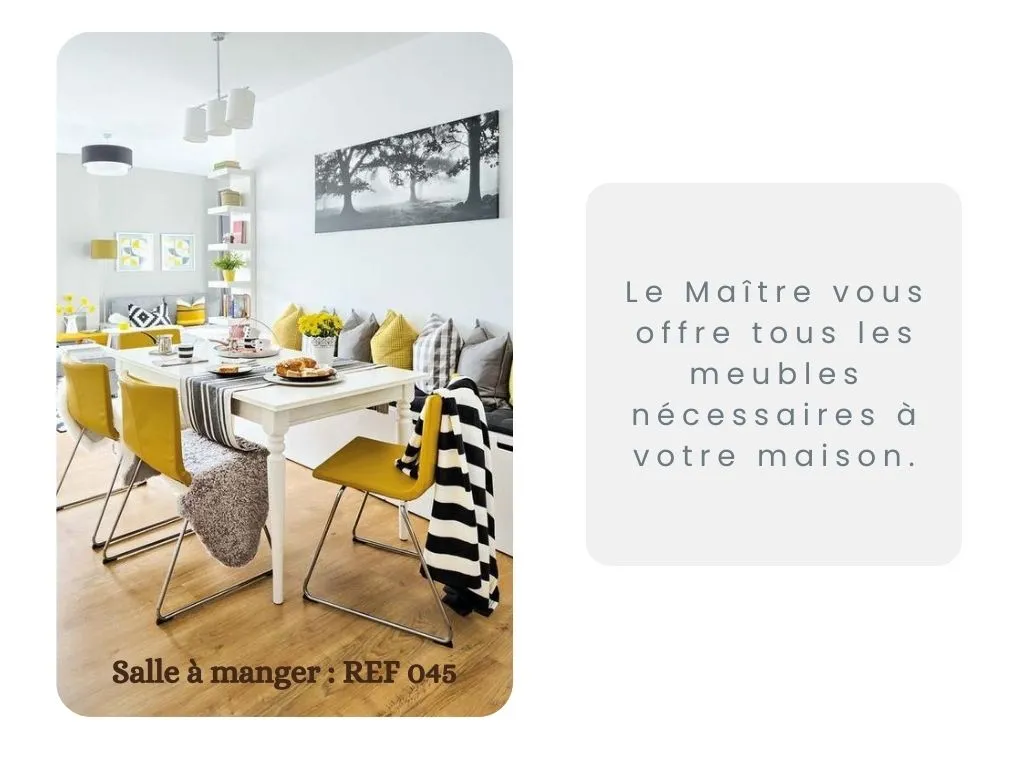 Salle à manger : REF 045
Le Maître vous
offre tous les
meubles
nécessaires à
votre maison.